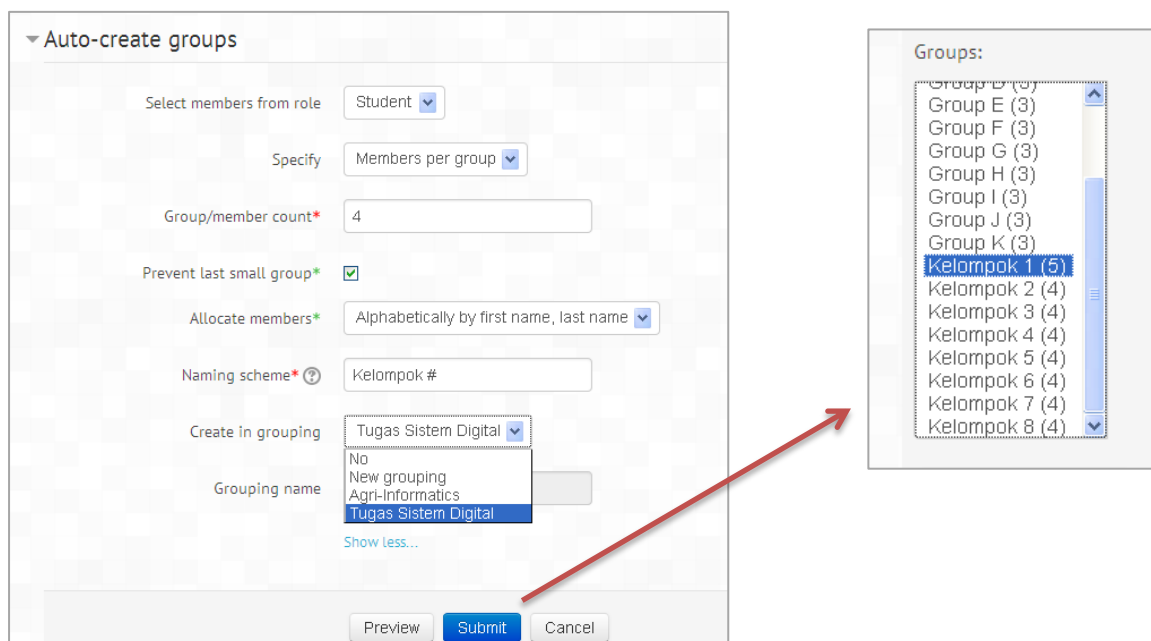 Auto-create groups
Select members from role Student
Specify Members per group
Group/member count* 4
Prevent last small group*
Allocate members* Alphabetically by first name, last name
Naming scheme* ? Kelompok #
Create in grouping Tugas Sistem Digital
No
New grouping
Agri-Informatics
Tugas Sistem Digital
Grouping name
Show less...
Preview Submit Cancel
Groups:
Group D (3)
Group E (3)
Group F (3)
Group G (3)
Group H (3)
Group I (3)
Group J (3)
Group K (3)
Kelompok 1 (5)
Kelompok 2 (4)
Kelompok 3 (4)
Kelompok 4 (4)
Kelompok 5 (4)
Kelompok 6 (4)
Kelompok 7 (4)
Kelompok 8 (4)